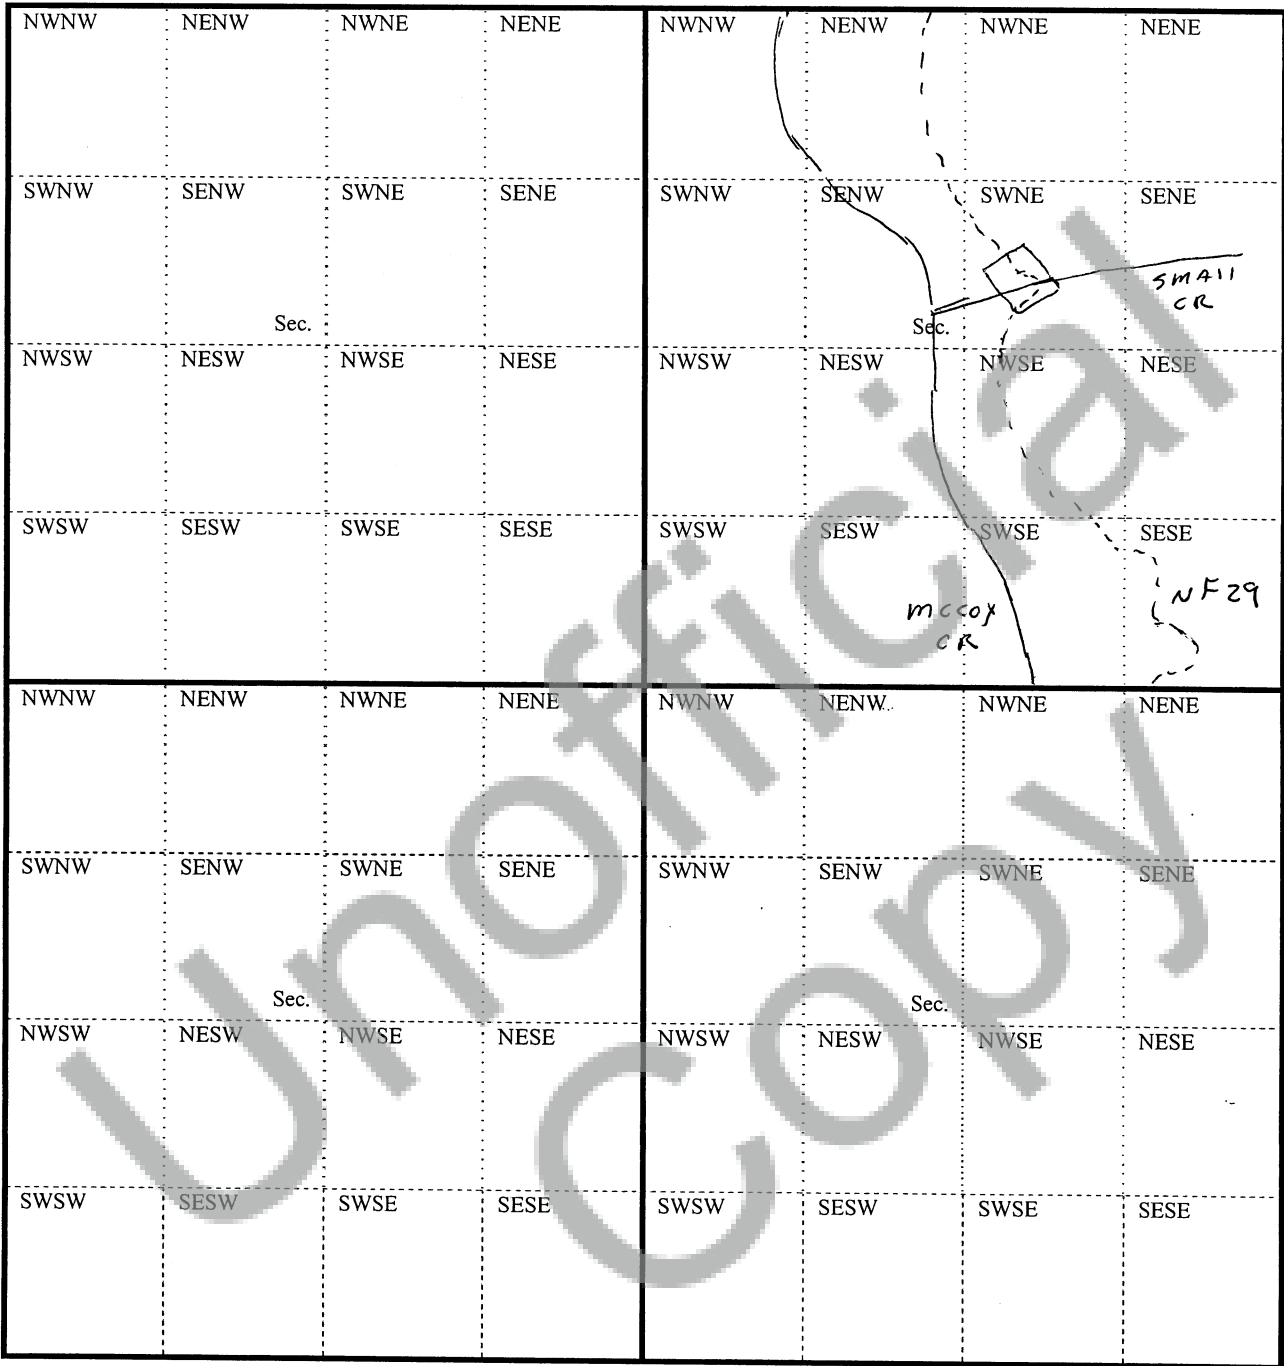 NWNW NENW NWNE NENE NWNW NENW NWNE NENE
SWNW SENW SWNE SENE SWNW SENW SWNE SENE
SMALL
CR
Sec. Sec.
NWSW NESW NWSE NESE NWSW NESW NWSE NESE
SWSW SESW SWSE SESE SWSW SESW SWSE SESE
NF29
MCCOY
CR
NWNW NENW NWNE NENE NWNW NENW NWNE NENE
SWNW SENW SWNE SENE SWNW SENW SWNE SENE
Sec. Sec.
NWSW NESW NWSE NESE NWSW NESW NWSE NESE
SWSW SESW SWSE SESE SWSW SESW SWSE SESE
Unofficial
Copy